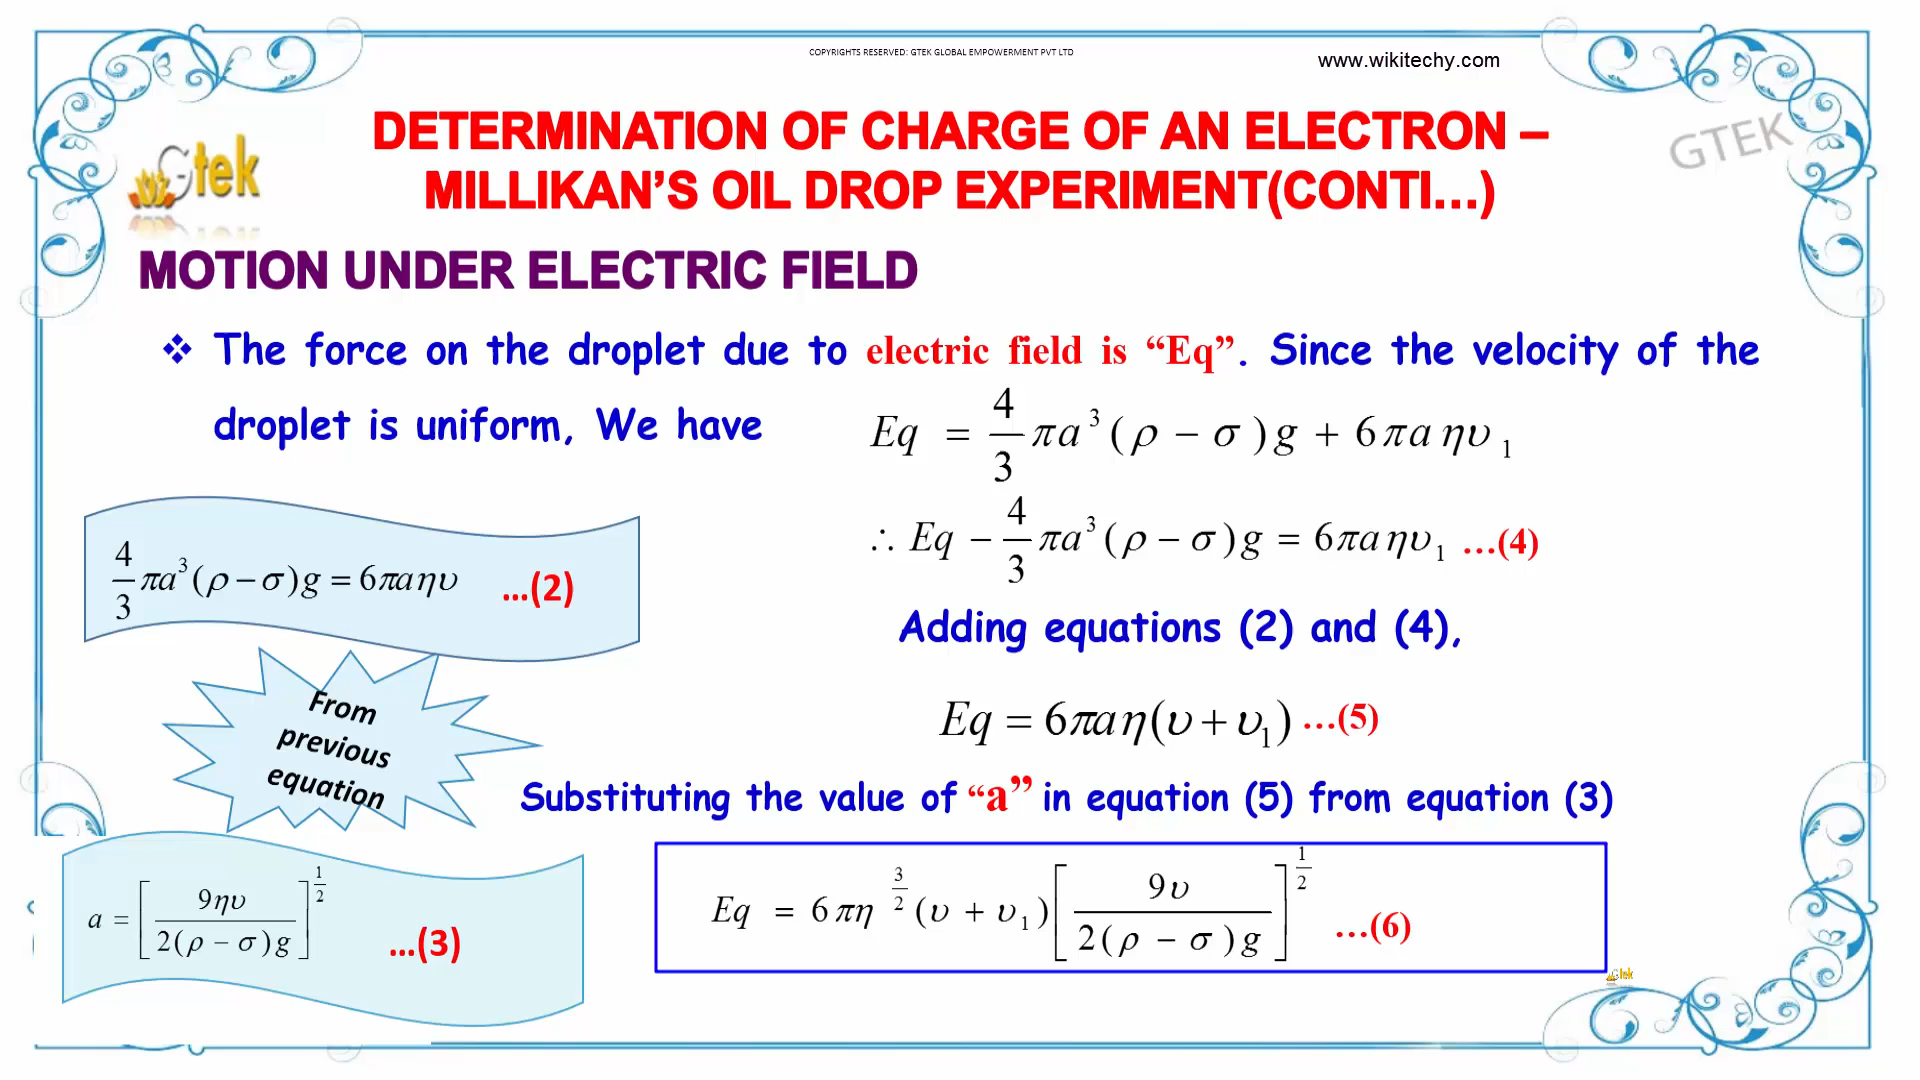 COPYRIGHTS RESERVED: GTEK GLOBAL EMPOWERMENT PVT LTD
www.wikitechy.com
DETERMINATION OF CHARGE OF AN ELECTRON –
MILLIKAN’S OIL DROP EXPERIMENT(CONTI…)
Gtek
GTEK
MOTION UNDER ELECTRIC FIELD
❖ The force on the droplet due to electric field is “Eq”. Since the velocity of the
droplet is uniform, We have
Eq = 4/3 πa³(ρ − σ)g + 6πaηυ₁
∴ Eq − 4/3 πa³(ρ − σ)g = 6πaηυ₁ …(4)
4/3 πa³(ρ − σ)g = 6πaηυ …(2)
Adding equations (2) and (4),
From
previous
equation
Eq = 6πaη(υ + υ₁) …(5)
Substituting the value of “a” in equation (5) from equation (3)
a = [9ηυ / 2(ρ − σ)g]^(1/2) …(3)
Eq = 6πη^(3/2) (υ + υ₁) [9υ / 2(ρ − σ)g]^(1/2) …(6)
Gtek